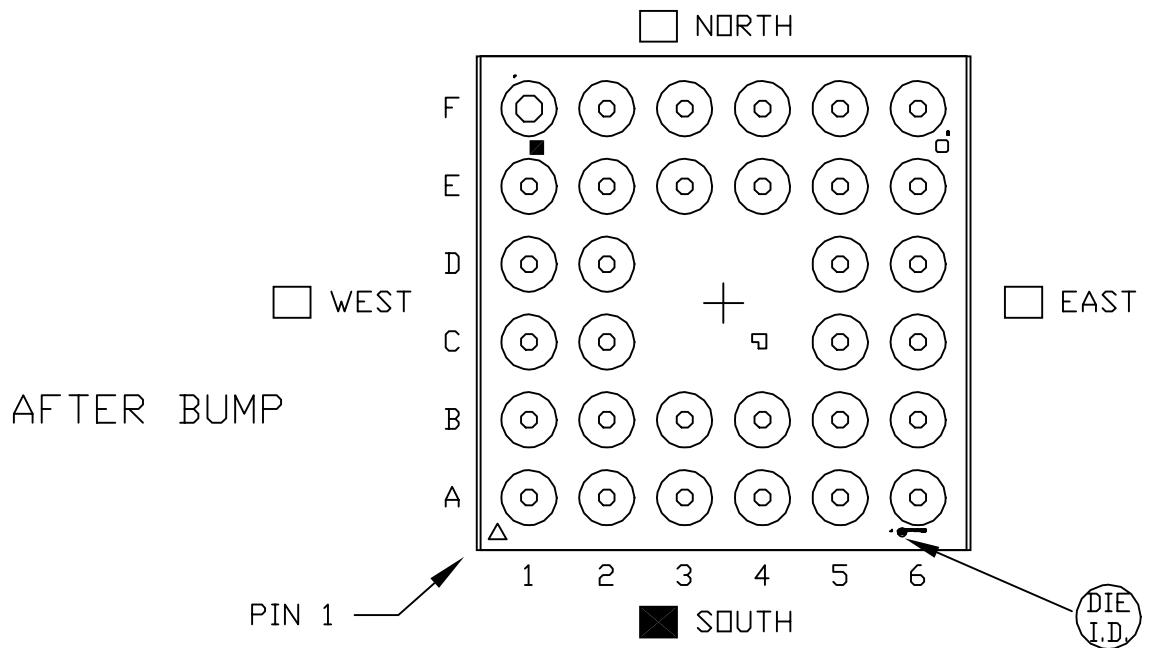 NORTH
F
E
D
WEST
EAST
C
AFTER BUMP
B
A
1 2 3 4 5 6
PIN 1
SOUTH
DIE
I.D.